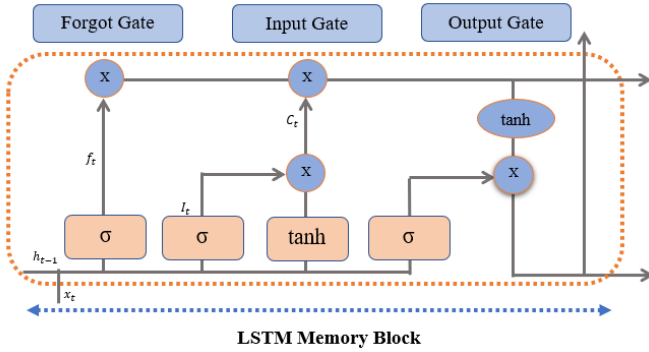 Forgot Gate
Input Gate
Output Gate
x
x
C_t
tanh
f_t
x
x
I_t
σ
σ
tanh
σ
h_{t-1}
x_t
LSTM Memory Block